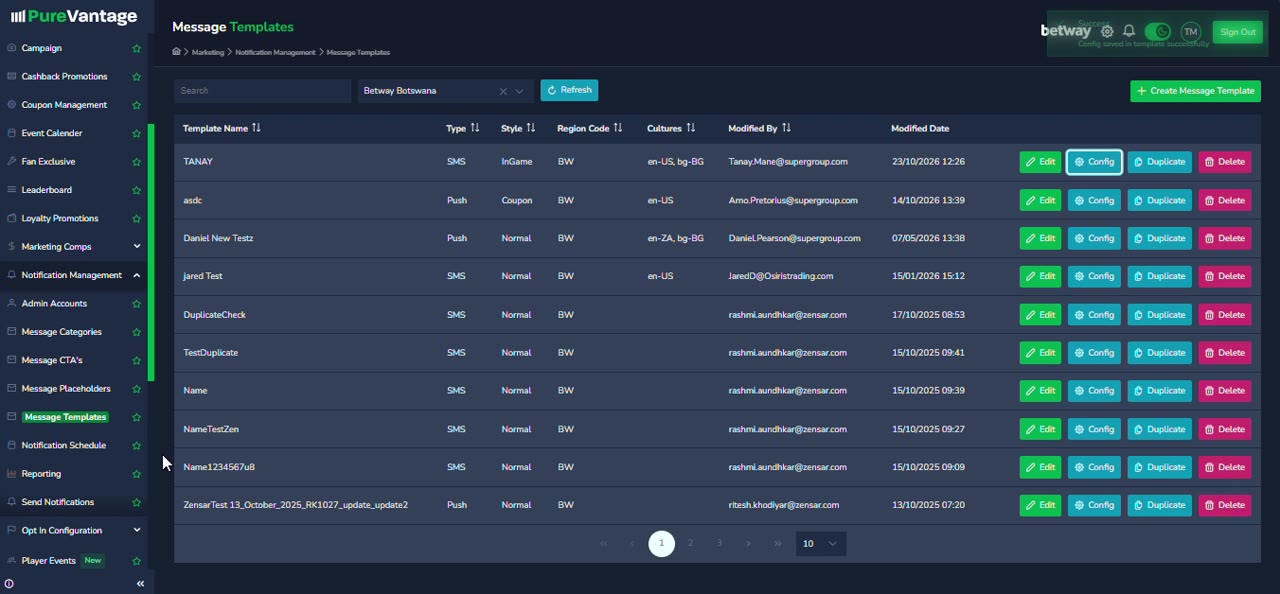 PureVantage
Message Templates
Marketing
Notification Management
Message Templates
betway
Success
Config saved in template successfully
TM
Sign Out
Campaign
Cashback Promotions
Coupon Management
Event Calender
Fan Exclusive
Leaderboard
Loyalty Promotions
Marketing Comps
Notification Management
Admin Accounts
Message Categories
Message CTA's
Message Placeholders
Message Templates
Notification Schedule
Reporting
Send Notifications
Opt In Configuration
Player Events New
Search
Betway Botswana
Refresh
+ Create Message Template
Template Name Type Style Region Code Cultures Modified By Modified Date
TANAY SMS InGame BW en-US, bg-BG Tanay.Mane@supergroup.com 23/10/2026 12:26 Edit Config Duplicate Delete
asdc Push Coupon BW en-US Arno.Pretorius@supergroup.com 14/10/2026 13:39 Edit Config Duplicate Delete
Daniel New Testz Push Normal BW en-ZA, bg-BG Daniel.Pearson@supergroup.com 07/05/2026 13:38 Edit Config Duplicate Delete
jared Test SMS Normal BW en-US JaredD@Osiristrading.com 15/01/2026 15:12 Edit Config Duplicate Delete
DuplicateCheck SMS Normal BW rashmi.aundhkar@zensar.com 17/10/2025 08:53 Edit Config Duplicate Delete
TestDuplicate SMS Normal BW rashmi.aundhkar@zensar.com 15/10/2025 09:41 Edit Config Duplicate Delete
Name SMS Normal BW rashmi.aundhkar@zensar.com 15/10/2025 09:39 Edit Config Duplicate Delete
NameTestZen SMS Normal BW rashmi.aundhkar@zensar.com 15/10/2025 09:27 Edit Config Duplicate Delete
Name1234567u8 SMS Normal BW rashmi.aundhkar@zensar.com 15/10/2025 09:09 Edit Config Duplicate Delete
ZensarTest 13_October_2025_RK1027_update_update2 Push Normal BW ritesh.khodiyar@zensar.com 13/10/2025 07:20 Edit Config Duplicate Delete
« ‹ 1 2 3 › » 10